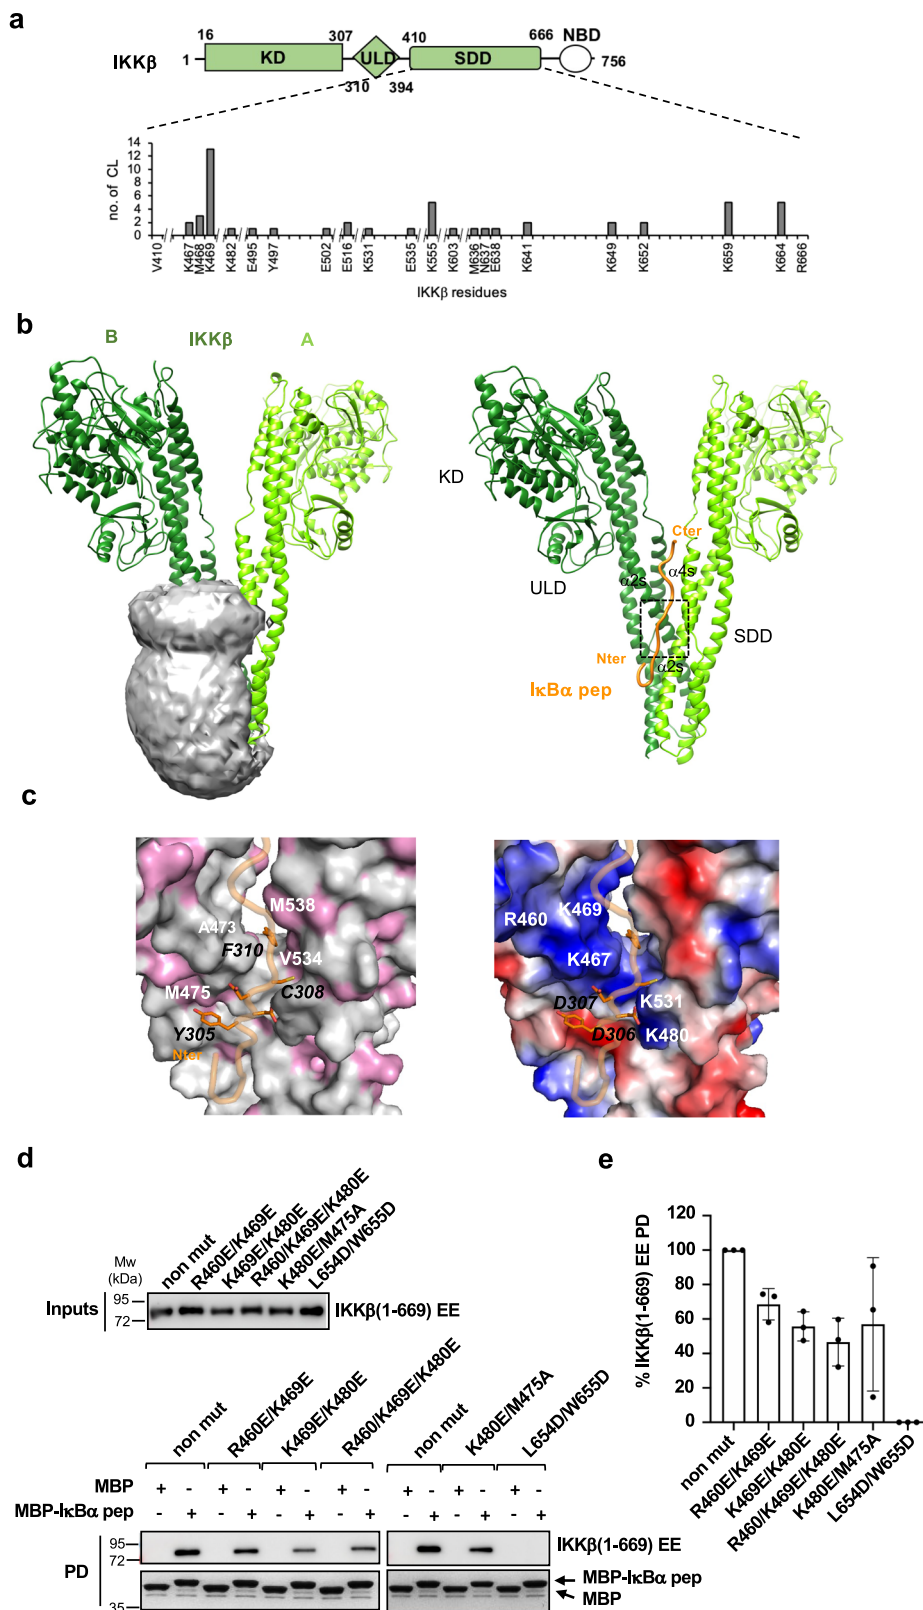 a
16 307 410 666 NBD
IKKβ 1 KD ULD SDD 756
310 394
no. of CL
14
12
10
8
6
4
2
0
V410 K467 M468 K469 K482 E495 Y497 E502 E516 K531 E535 K555 K603 M636 N637 E638 K641 K649 K652 K659 K664 R666
IKKβ residues
b
B IKKβ A
KD
ULD
Cter
α2s α4s
SDD
Nter
α2s
IκBα pep
c
M538
A473
F310
V534
M475
C308
Y305
Nter
R460 K469
K467
D307 K531
D306 K480
d
non mut
R460E/K469E
K469E/K480E
R460/K469E/K480E
K480E/M475A
L654D/W655D
Mw
(kDa)
Inputs
95
72
IKKβ(1-669) EE
non mut
R460E/K469E
K469E/K480E
R460/K469E/K480E
non mut
K480E/M475A
L654D/W655D
MBP + - + - + - + - + - + - + -
MBP-IκBα pep - + - + - + - + - + - + - +
95
72
IKKβ(1-669) EE
PD
MBP-IκBα pep
MBP
35
e
% IKKβ(1-669) EE PD
120
100
80
60
40
20
0
non mut
R460E/K469E
K469E/K480E
R460/K469E/K480E
K480E/M475A
L654D/W655D